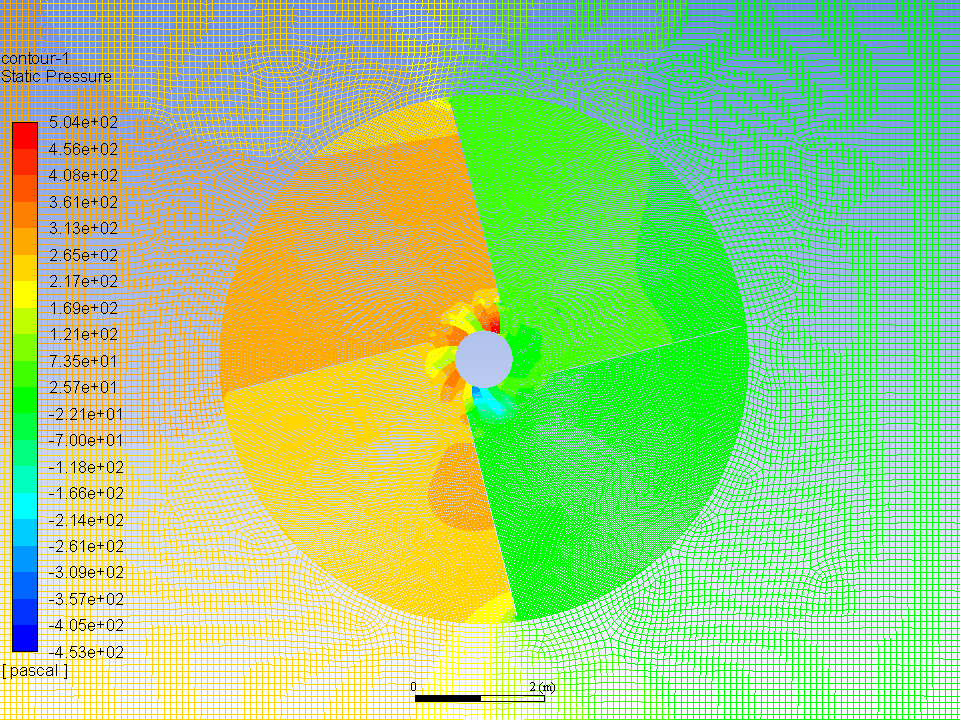 contour-1
Static Pressure
5.04e+02
4.56e+02
4.08e+02
3.61e+02
3.13e+02
2.65e+02
2.17e+02
1.69e+02
1.21e+02
7.35e+01
2.57e+01
-2.21e+01
-7.00e+01
-1.18e+02
-1.66e+02
-2.14e+02
-2.61e+02
-3.09e+02
-3.57e+02
-4.05e+02
-4.53e+02
[ pascal ]
0 2 (m)